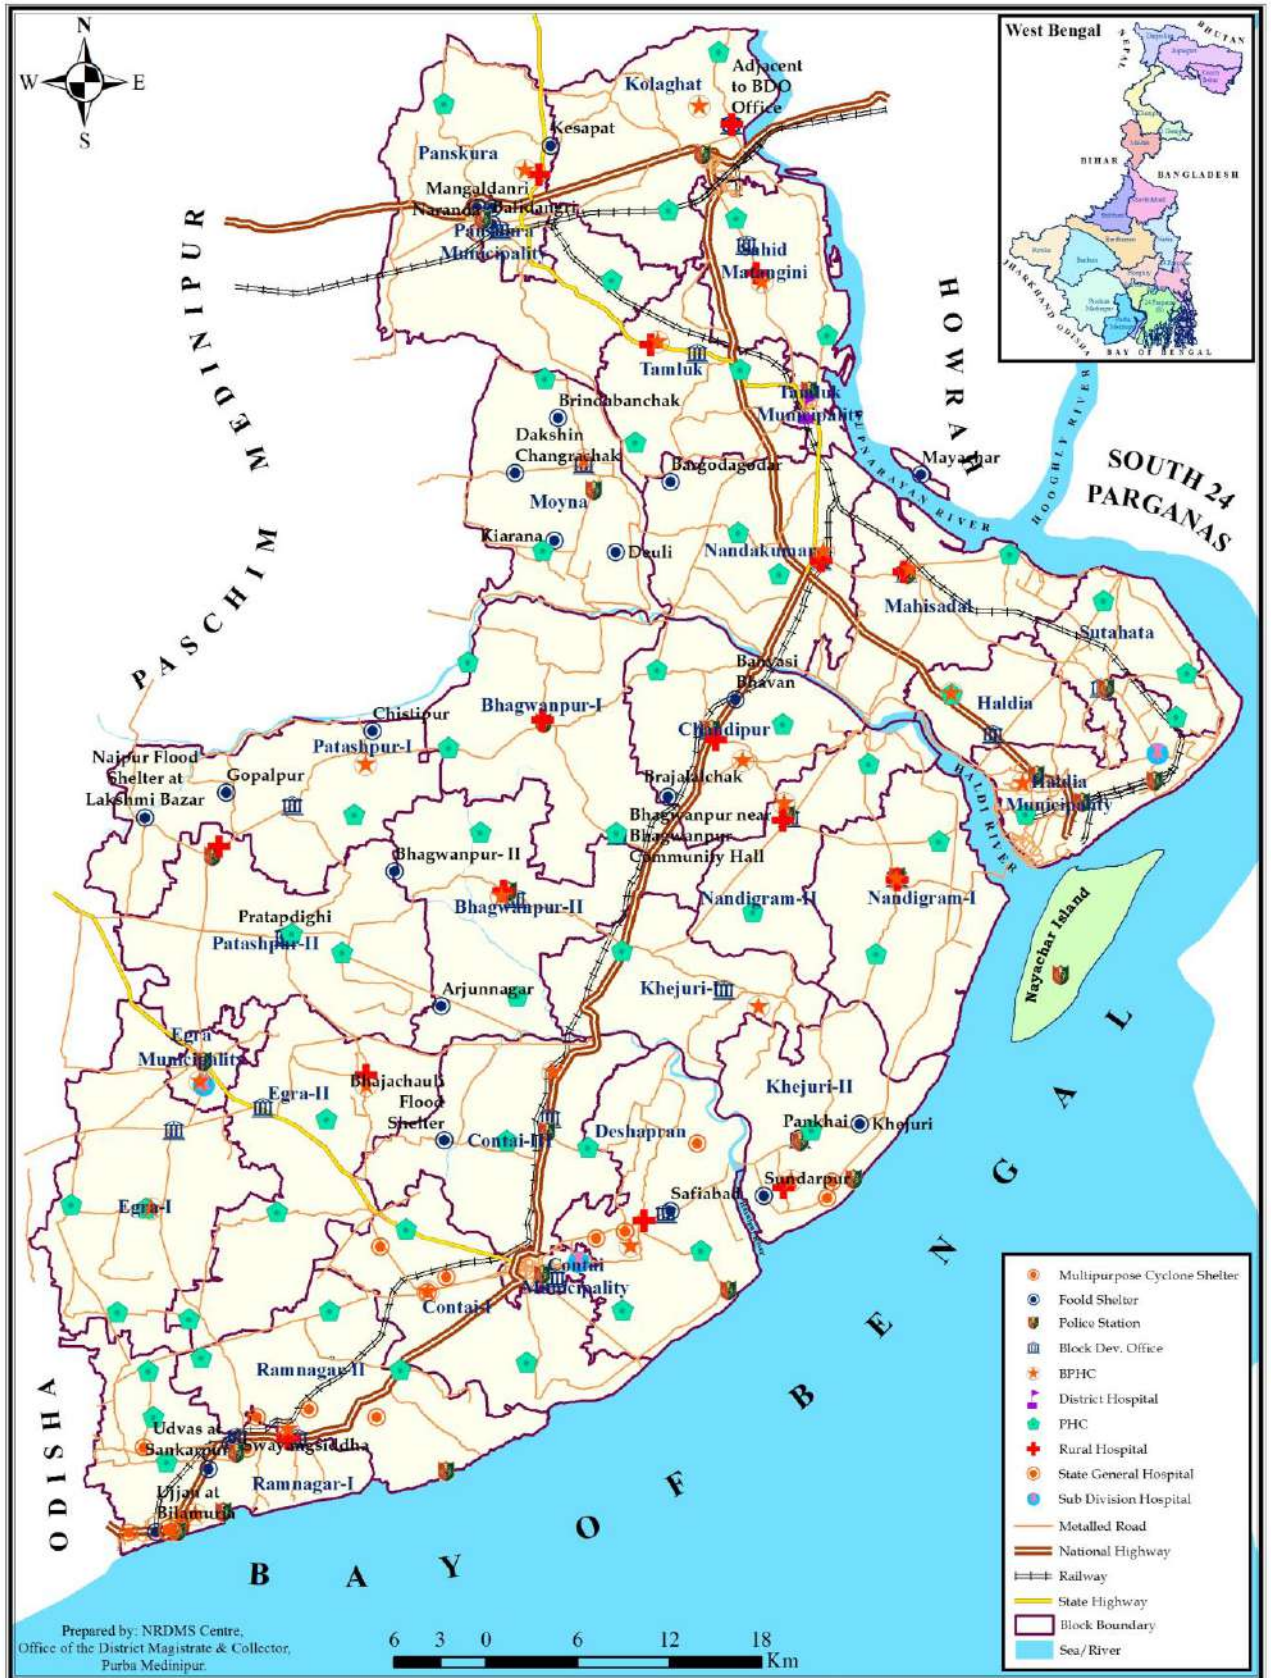 N
W
E
S
West Bengal
NEPAL
BHUTAN
BIHAR
BANGLADESH
JHARKHAND
ODISHA
BAY OF BENGAL
Kolaghat
Adjacent
to BDO
Office
Kesapat
Panskura
Mangaldanri
Naranda
Balidangri
Panskura
Municipality
Sahid
Matangini
PASCHIM MEDINIPUR
HOWRAH
Tamluk
Tamluk
Municipality
Brindabanchak
Dakshin
Changrachak
Bargodagodar
Mayachar
RUPNARAYAN RIVER
HOOGHLY RIVER
SOUTH 24
PARGANAS
Moyna
Kiarana
Deuli
Nandakumar
Mahisadal
Sutahata
Banyasi
Bhavan
Haldia
Bhagwanpur-I
Chandipur
Chistipur
Patashpur-I
Najpur Flood
Shelter at
Lakshmi Bazar
Gopalpur
Brajalalchak
HALDI RIVER
Haldia
Municipality
Bhagwanpur near
Bhagwanpur
Community Hall
Bhagwanpur- II
Bhagwanpur-II
Nandigram-II
Nandigram-I
Nayachar Island
Pratapdighi
Patashpur-II
Khejuri-I
Arjunnagar
Egra
Municipality
Egra-II
Bhajachauli
Flood
Shelter
Khejuri-II
Contai-III
Deshapran
Pankhai
Khejuri
Egra-I
Sundarpur
Safiabad
Contai
Municipality
Contai-I
Ramnagar-II
ODISHA
Udvas at
Sankarpur
Swayangsiddha
Ramnagar-I
Ujjan at
Bilamuria
BAY OF BENGAL
Multipurpose Cyclone Shelter
Foold Shelter
Police Station
Block Dev. Office
BPHC
District Hospital
PHC
Rural Hospital
State General Hospital
Sub Division Hospital
Metalled Road
National Highway
Railway
State Highway
Block Boundary
Sea/River
Prepared by: NRDMS Centre,
Office of the District Magistrate & Collector,
Purba Medinipur.
6 3 0 6 12 18
Km